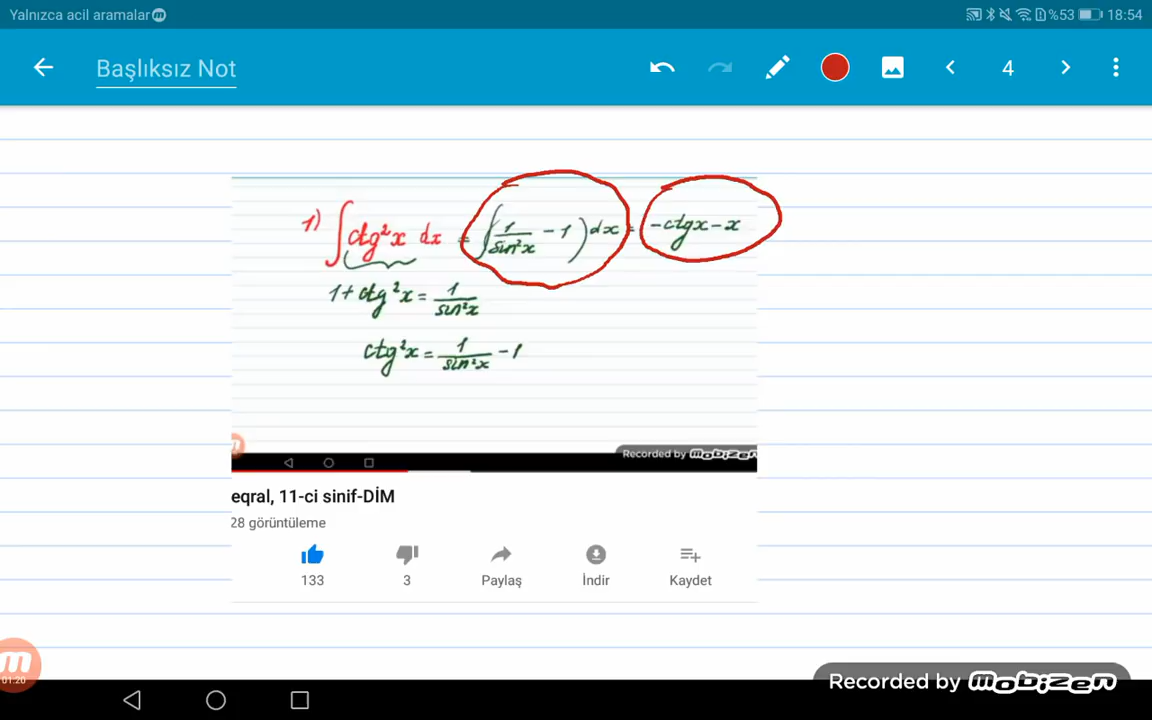 Yalnızca acil aramalar m %53 18:54
Başlıksız Not 4
1) ∫ ctg²x dx = ∫(1/sin²x − 1)dx = −ctgx − x
1 + ctg²x = 1/sin²x
ctg²x = 1/sin²x − 1
Recorded by mobizen
eqral, 11-ci sinif-DİM
28 görüntüleme
133 3 Paylaş İndir Kaydet
m
01:20
Recorded by mobizen